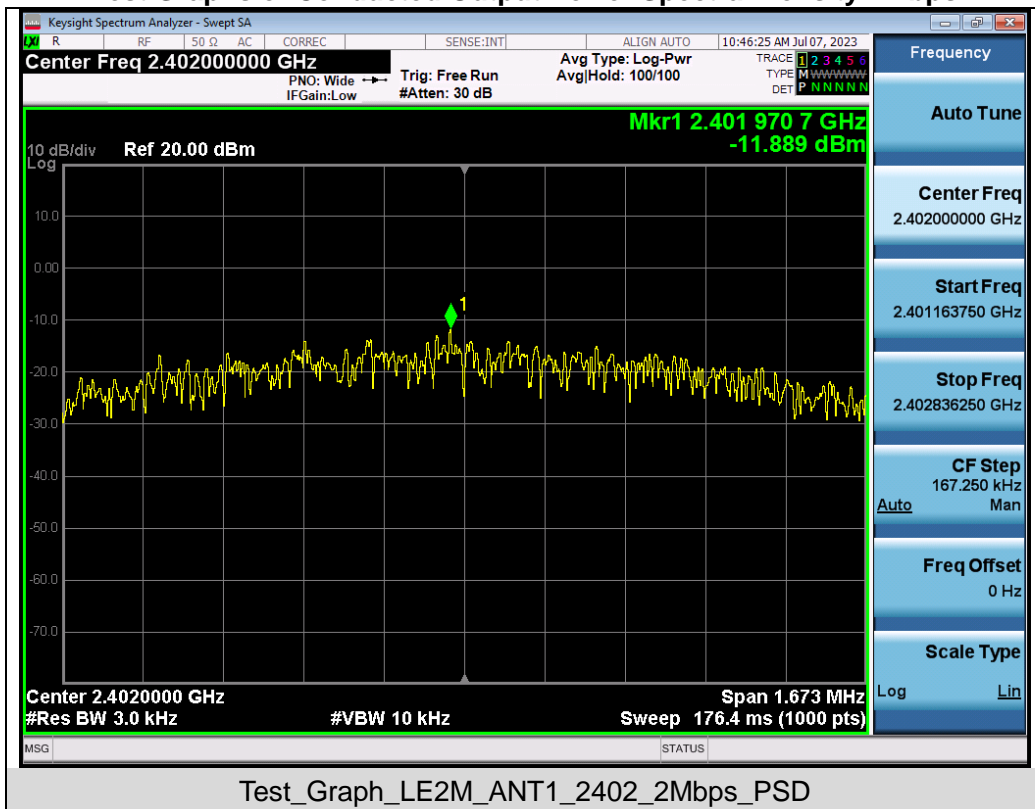 Keysight Spectrum Analyzer - Swept SA
LXI R RF 50 Ω AC CORREC SENSE:INT ALIGN AUTO 10:46:25 AM Jul 07, 2023
Center Freq 2.402000000 GHz
PNO: Wide
IFGain:Low
Trig: Free Run
#Atten: 30 dB
Avg Type: Log-Pwr
Avg|Hold: 100/100
TRACE 1 2 3 4 5 6
TYPE M WWWWW
DET P N N N N N
Mkr1 2.401 970 7 GHz
-11.889 dBm
10 dB/div Ref 20.00 dBm
Log
10.0
0.00
1
-10.0
-20.0
-30.0
-40.0
-50.0
-60.0
-70.0
Center 2.4020000 GHz Span 1.673 MHz
#Res BW 3.0 kHz #VBW 10 kHz Sweep 176.4 ms (1000 pts)
MSG STATUS
Frequency
Auto Tune
Center Freq
2.402000000 GHz
Start Freq
2.401163750 GHz
Stop Freq
2.402836250 GHz
CF Step
167.250 kHz
Auto Man
Freq Offset
0 Hz
Scale Type
Log Lin
Test_Graph_LE2M_ANT1_2402_2Mbps_PSD